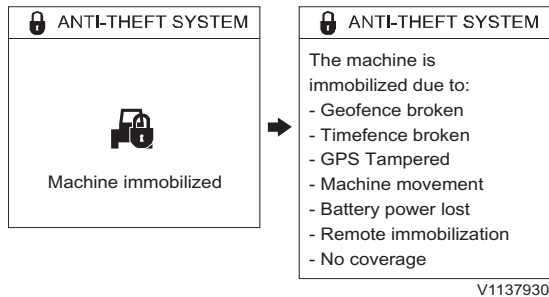 ANTI-THEFT SYSTEM
Machine immobilized
ANTI-THEFT SYSTEM
The machine is
immobilized due to:
- Geofence broken
- Timefence broken
- GPS Tampered
- Machine movement
- Battery power lost
- Remote immobilization
- No coverage
V1137930